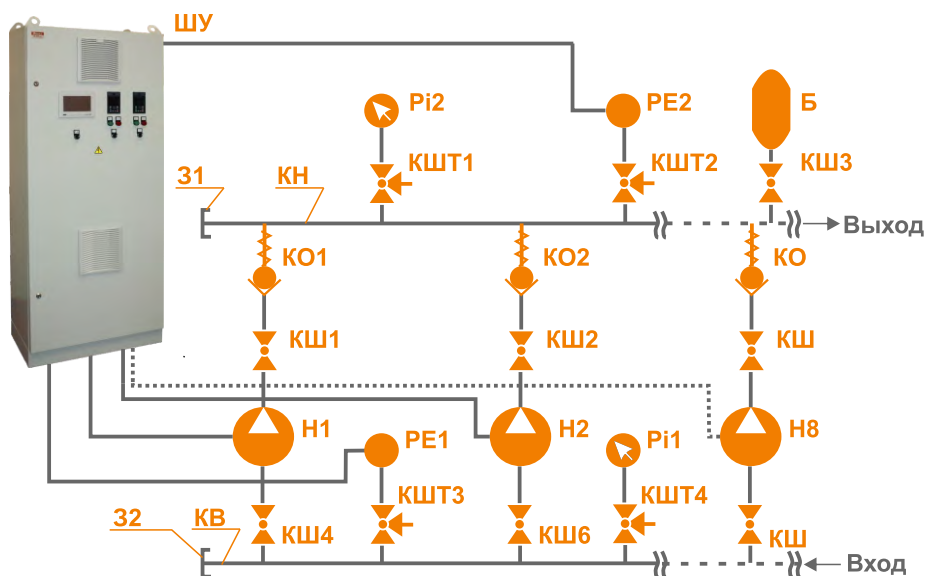 ШУ
Pi2
PE2
Б
КШТ1
КШТ2
КШ3
З1
КН
Выход
КО1
КО2
КО
КШ1
КШ2
КШ
Н1
Н2
Н8
PE1
Pi1
КШТ3
КШТ4
З2
КВ
КШ4
КШ6
КШ
Вход